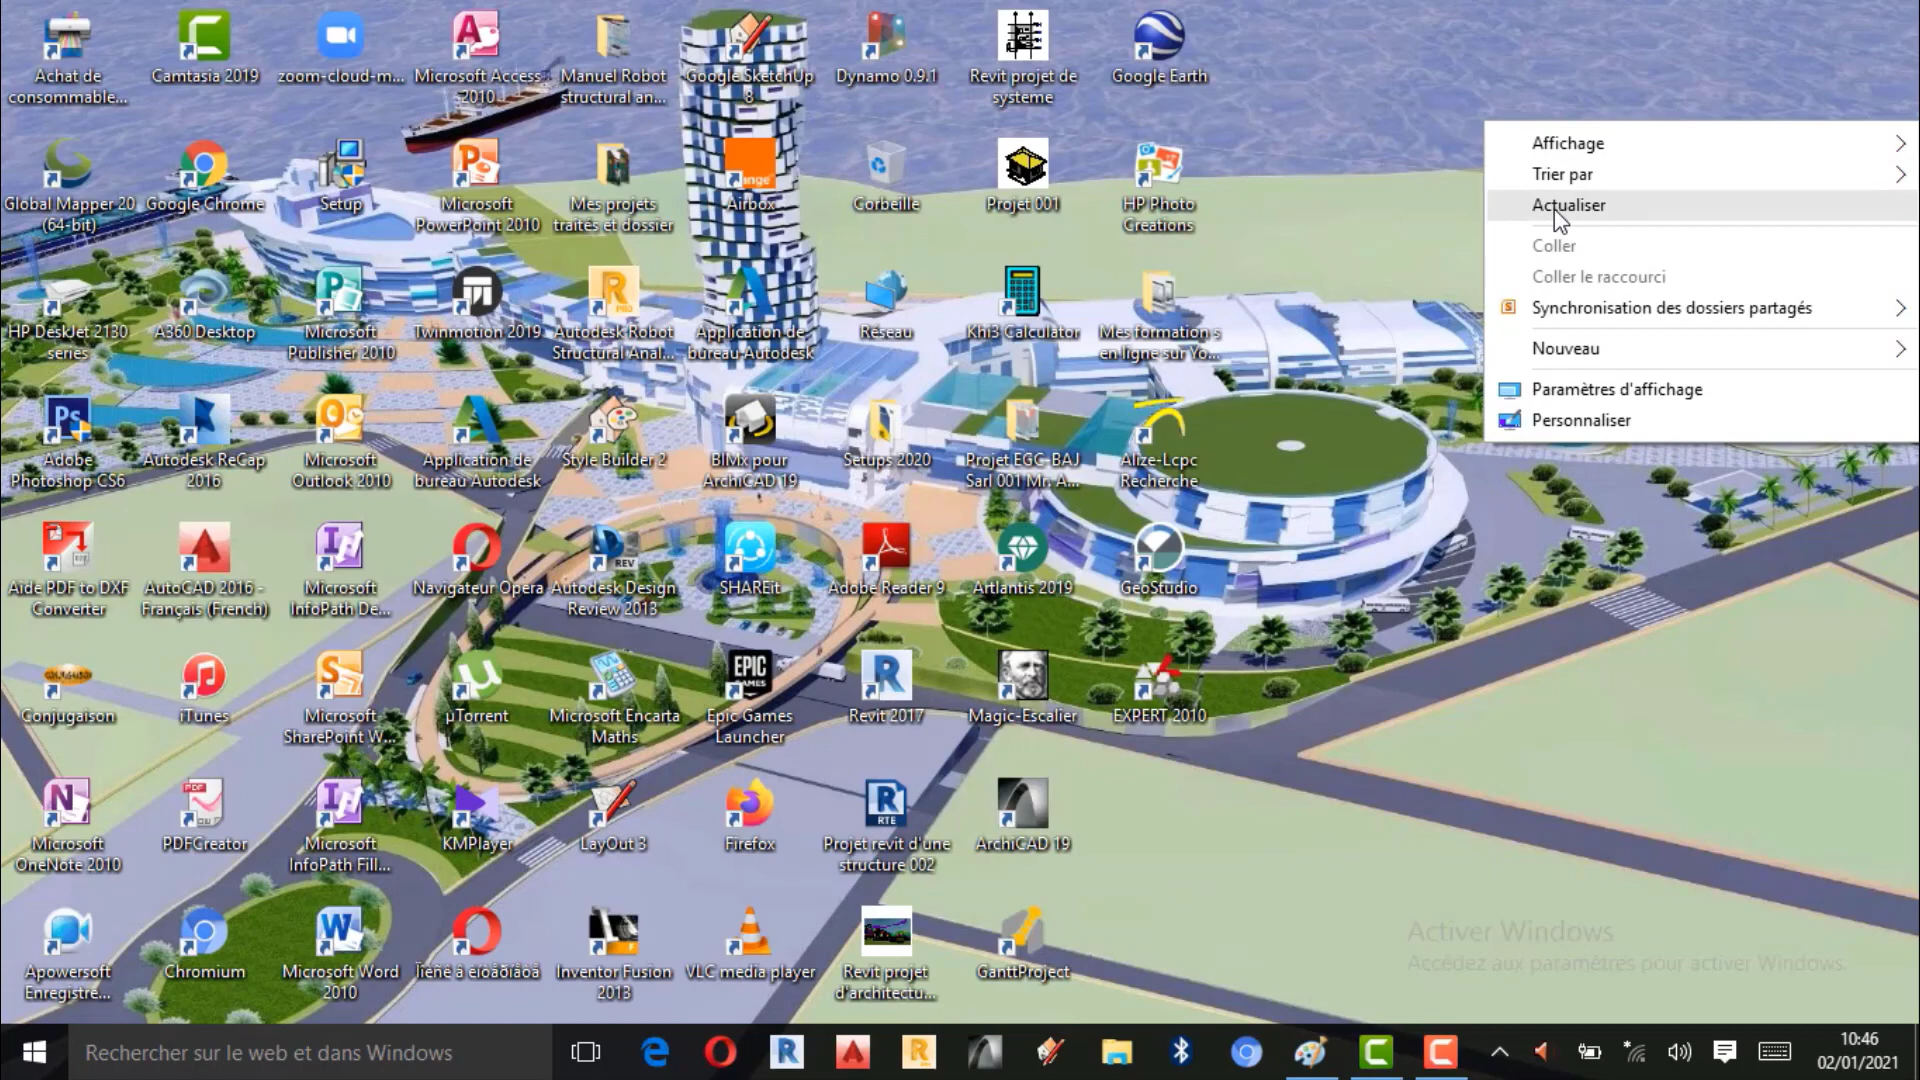 Achat de
consommable...
Camtasia 2019
zoom-cloud-m...
Microsoft Access
2010
Manuel Robot
structural an...
Google SketchUp
8
Dynamo 0.9.1
Revit projet de
systeme
Google Earth
Global Mapper 20
(64-bit)
Google Chrome
Setup
Microsoft
PowerPoint 2010
Mes projets
traités et dossier
Airbox
Corbeille
Projet 001
HP Photo
Creations
HP DeskJet 2130
series
A360 Desktop
Microsoft
Publisher 2010
Twinmotion 2019
Autodesk Robot
Structural Anal...
Application de
bureau Autodesk
Réseau
Khi3 Calculator
Mes formation s
en ligne sur Yo...
Adobe
Photoshop CS6
Autodesk ReCap
2016
Microsoft
Outlook 2010
Application de
bureau Autodesk
Style Builder 2
BIMx pour
ArchiCAD 19
Setups 2020
Projet EGC-BAJ
Sarl 001 Mr. A...
Alize-Lcpc
Recherche
Aide PDF to DXF
Converter
AutoCAD 2016 -
Français (French)
Microsoft
InfoPath De...
Navigateur Opera
Autodesk Design
Review 2013
SHAREit
Adobe Reader 9
Artlantis 2019
GeoStudio
Conjugaison
iTunes
Microsoft
SharePoint W...
µTorrent
Microsoft Encarta
Maths
EPIC
GAMES
Epic Games
Launcher
Revit 2017
Magic-Escalier
EXPERT 2010
Microsoft
OneNote 2010
PDFCreator
Microsoft
InfoPath Fill...
KMPlayer
LayOut 3
Firefox
Projet revit d'une
structure 002
ArchiCAD 19
Apowersoft
Enregistre...
Chromium
Microsoft Word
2010
Inventor Fusion
2013
VLC media player
Revit projet
d'architectu...
GanttProject
Affichage
Trier par
Actualiser
Coller
Coller le raccourci
Synchronisation des dossiers partagés
Nouveau
Paramètres d'affichage
Personnaliser
Activer Windows
Accédez aux paramètres pour activer Windows.
Rechercher sur le web et dans Windows
10:46
02/01/2021